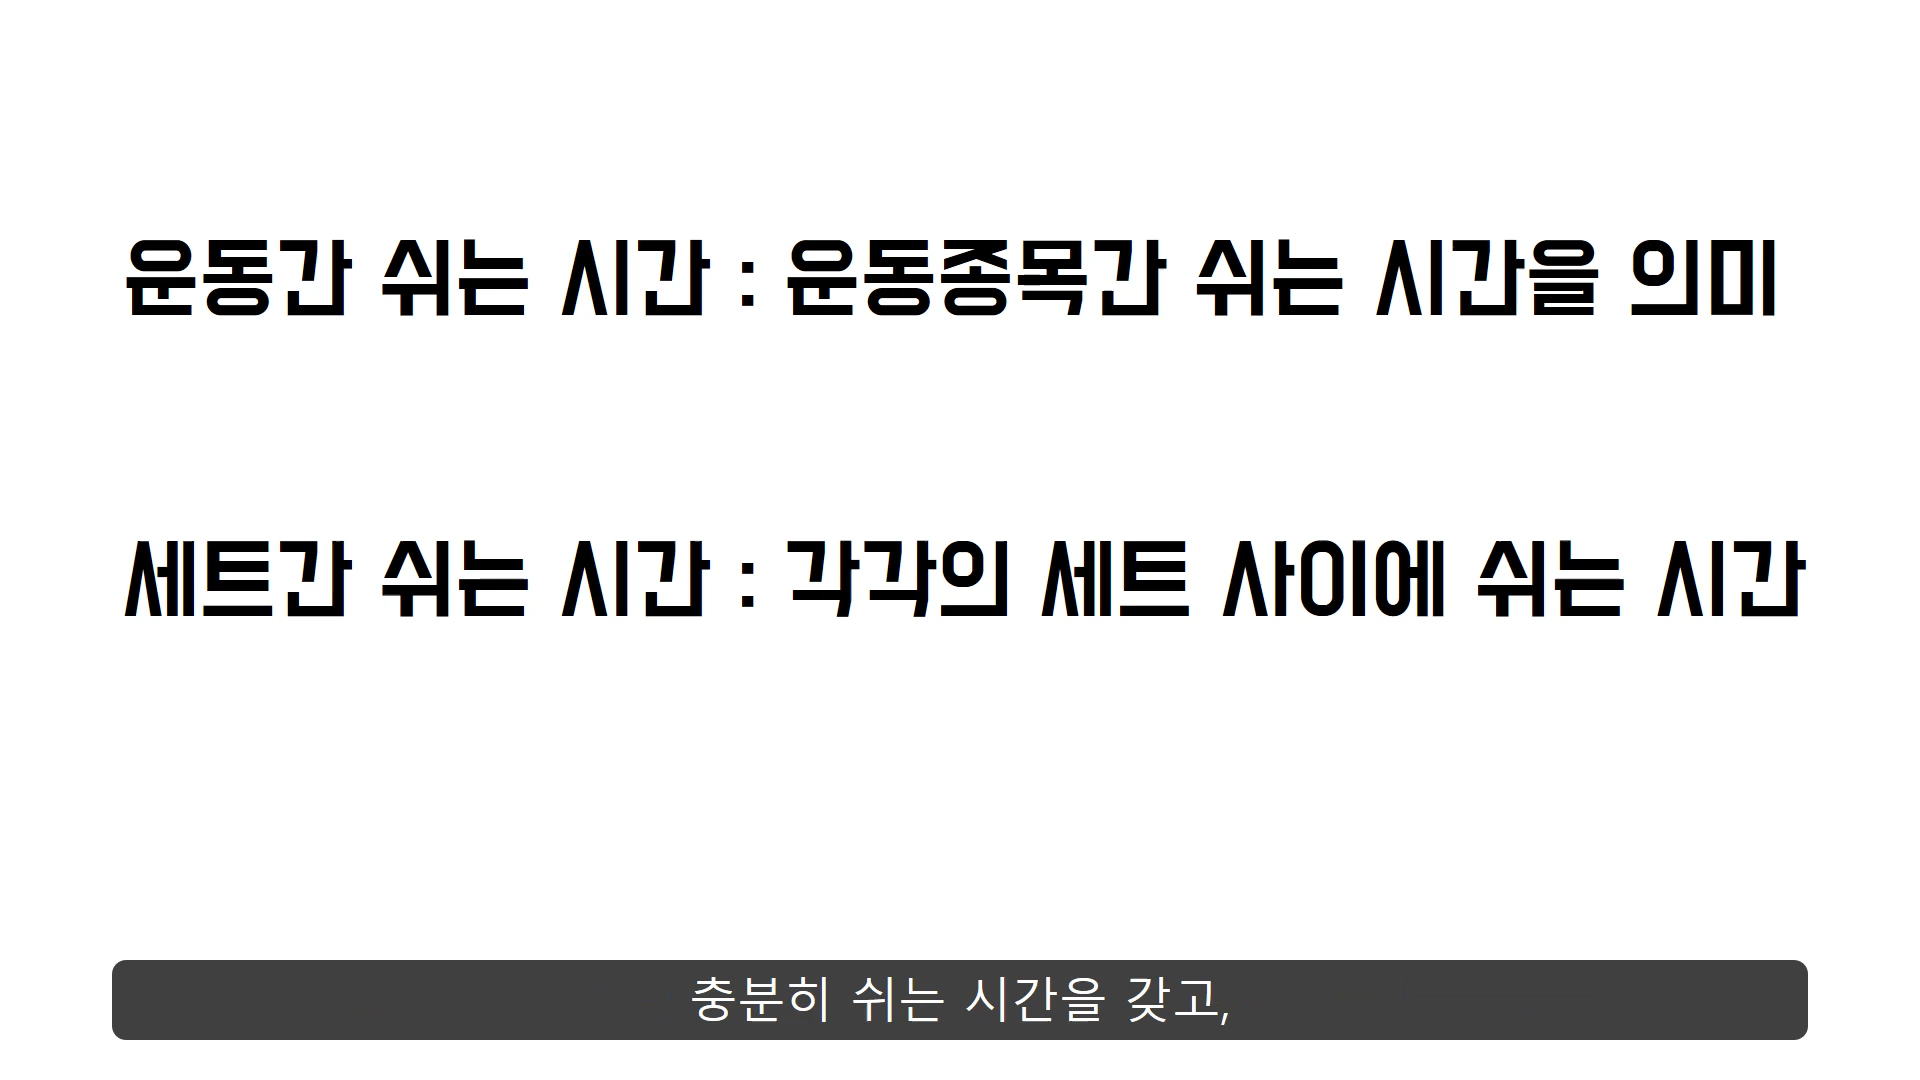 운동간 쉬는 시간 : 운동종목간 쉬는 시간을 의미
세트간 쉬는 시간 : 각각의 세트 사이에 쉬는 시간
충분히 쉬는 시간을 갖고,